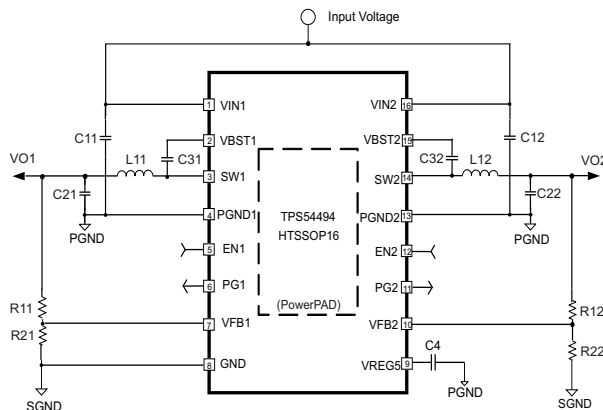 Input Voltage
1 VIN1
VIN2 16
C11
C12
2 VBST1
VBST2 15
VO1
L11
C31
C32
L12
VO2
3 SW1
SW2 14
C21
C22
4 PGND1
PGND2 13
PGND
PGND
TPS54494
HTSSOP16
5 EN1
EN2 12
6 PG1
PG2 11
(PowerPAD)
R11
R12
7 VFB1
VFB2 10
R21
R22
C4
8 GND
VREG5 9
PGND
SGND
SGND